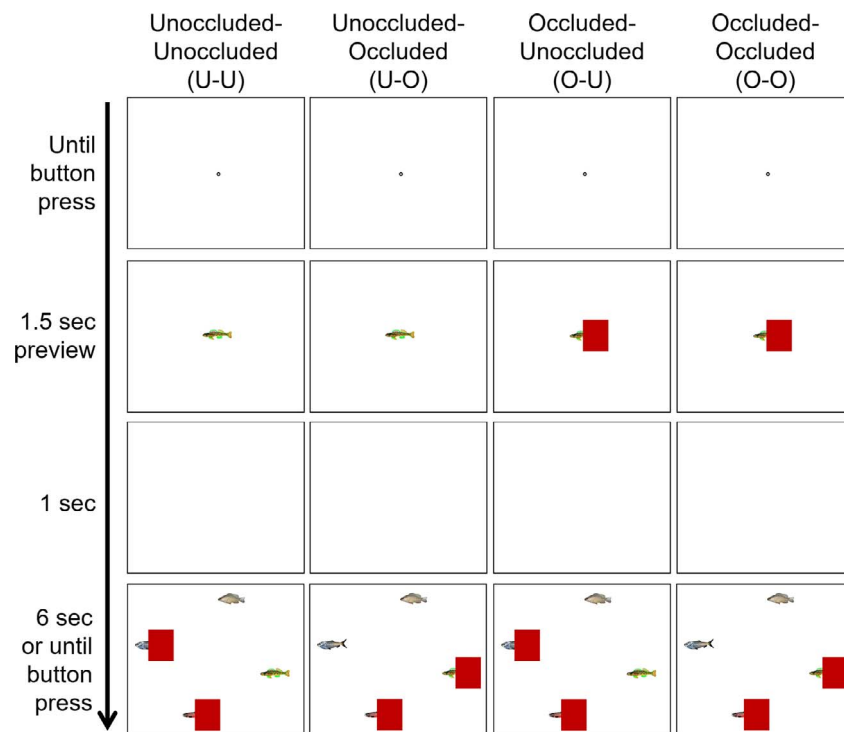 Unoccluded-
Unoccluded
(U-U)
Unoccluded-
Occluded
(U-O)
Occluded-
Unoccluded
(O-U)
Occluded-
Occluded
(O-O)
Until
button
press
1.5 sec
preview
1 sec
6 sec
or until
button
press